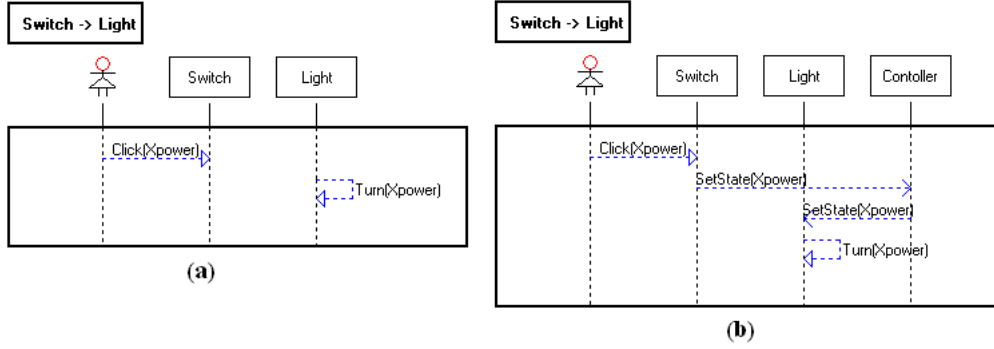 Switch -> Light
Switch
Light
Click(Xpower)
Turn(Xpower)
(a)
Switch -> Light
Switch
Light
Contoller
Click(Xpower)
SetState(Xpower)
SetState(Xpower)
Turn(Xpower)
(b)